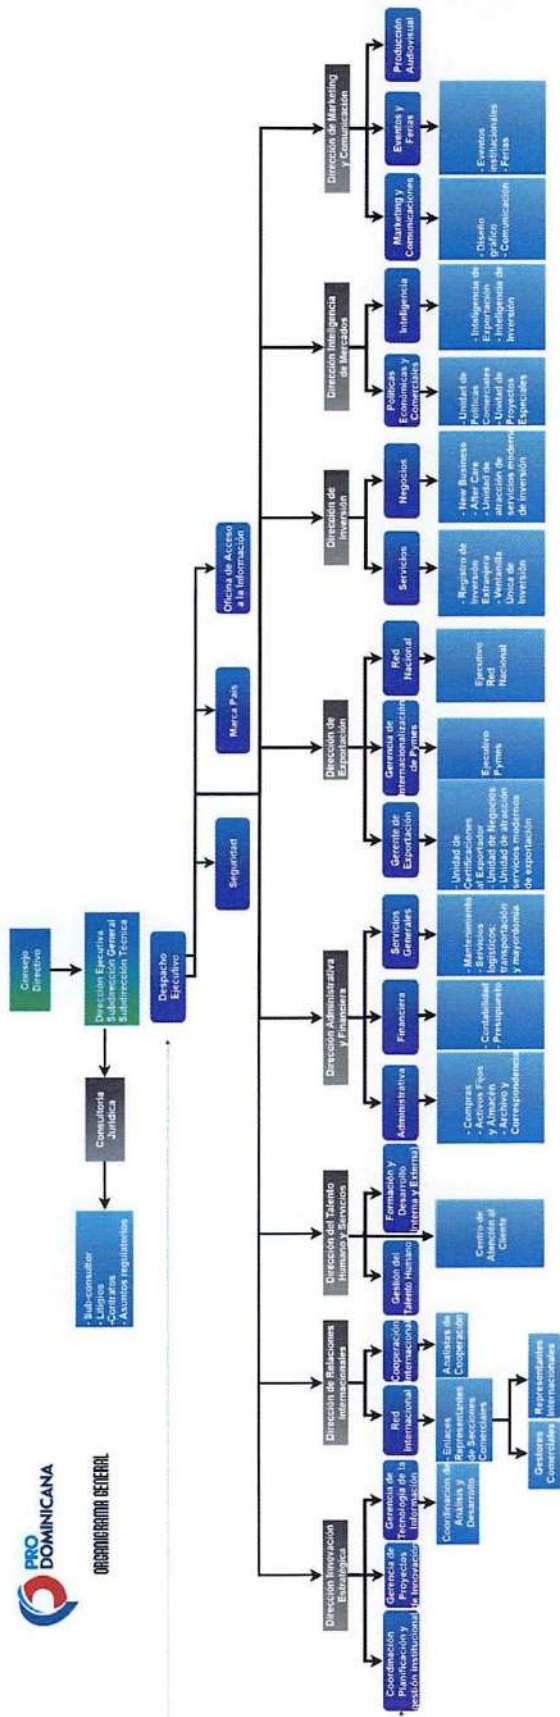 PRO
DOMINICANA
ORGANIGRAMA GENERAL
Consejo
Directivo
Dirección Ejecutiva
Subdirección General
Subdirección Técnica
Consultoría
Jurídica
- Sub-consultor
- Litigios
-Contratos
- Asuntos regulatorios
Despacho
Ejecutivo
Seguridad
Marca País
Oficina de Acceso
a la Información
Dirección Innovación
Estratégica
Coordinación
Planificación y
gestión institucional
Gerencia de
Proyectos
de Innovación
Gerencia de
Tecnología de la
Información
Coordinación de
Análisis y
Desarrollo
Dirección de Relaciones
Internacionales
Red
Internacional
Cooperación
Internacional
- Enlaces
Representantes
de Secciones
Comerciales
Analistas de
Cooperación
Gestores
Comerciales
Representantes
Internacionales
Dirección del Talento
Humano y Servicios
Gestión del
Talento Humano
Formación y
Desarrollo
(Interna y Externa)
Centro de
Atención al
Cliente
Dirección Administrativa
y Financiera
Administrativa
Financiera
Servicios
Generales
- Compras
- Activos Fijos
y Almacén
- Archivo y
Correspondencia
- Contabilidad
- Presupuesto
-Mantenimiento
- Servicios
logísticos:
transportación
y mayordomía
Dirección de
Exportación
Gerente de
Exportación
Gerencia de
Internacionalización
de Pymes
Red
Nacional
- Unidad de
Certificaciones
al Exportador
- Unidad de Negocios
- Unidad de atracción
servicios modernos
de exportación
Ejecutivo
Pymes
Ejecutivo
Red
Nacional
Dirección de
Inversión
Servicios
Negocios
- Registro de
Inversión
Extranjera
- Ventanilla
Única de
Inversión
- New Business
- After Care
- Unidad de
atracción de
servicios modern
de inversión
Dirección Inteligencia
de Mercados
Políticas
Económicas y
Comerciales
Inteligencia
- Unidad de
Políticas
Comerciales
- Unidad de
Proyectos
Especiales
- Inteligencia de
Exportación
- Inteligencia de
Inversión
Dirección de Marketing
y Comunicación
Marketing y
Comunicaciones
Eventos y
Ferias
Producción
Audiovisual
- Diseño
gráfico
- Comunicación
- Eventos
institucionales
- Ferias